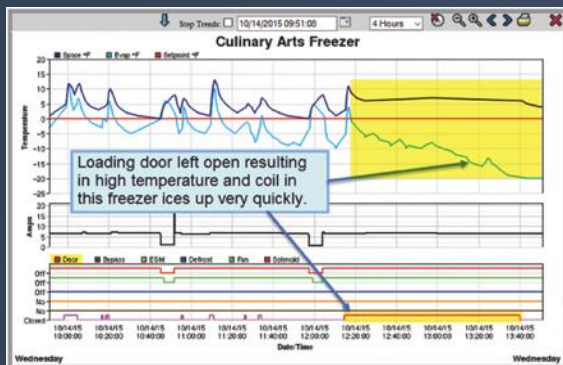 Step Trends: 10/14/2015 09:51:08 4 Hours
Culinary Arts Freezer
Space °F Evap °F Setpoint °F
20
15
10
5
0
-5
-10
-15
-20
-25
Temperature
Loading door left open resulting
in high temperature and coil in
this freezer ices up very quickly.
20
15
10
5
0
Amps
Door Bypass ESM Defrost Fan Solenoid
Off
Off
Off
No
No
Closed
10/14/15 10:00:00
10/14/15 10:20:00
10/14/15 10:40:00
10/14/15 11:00:00
10/14/15 11:20:00
10/14/15 11:40:00
10/14/15 12:00:00
10/14/15 12:20:00
10/14/15 12:40:00
10/14/15 13:00:00
10/14/15 13:20:00
10/14/15 13:40:00
Date/Time
Wednesday Wednesday